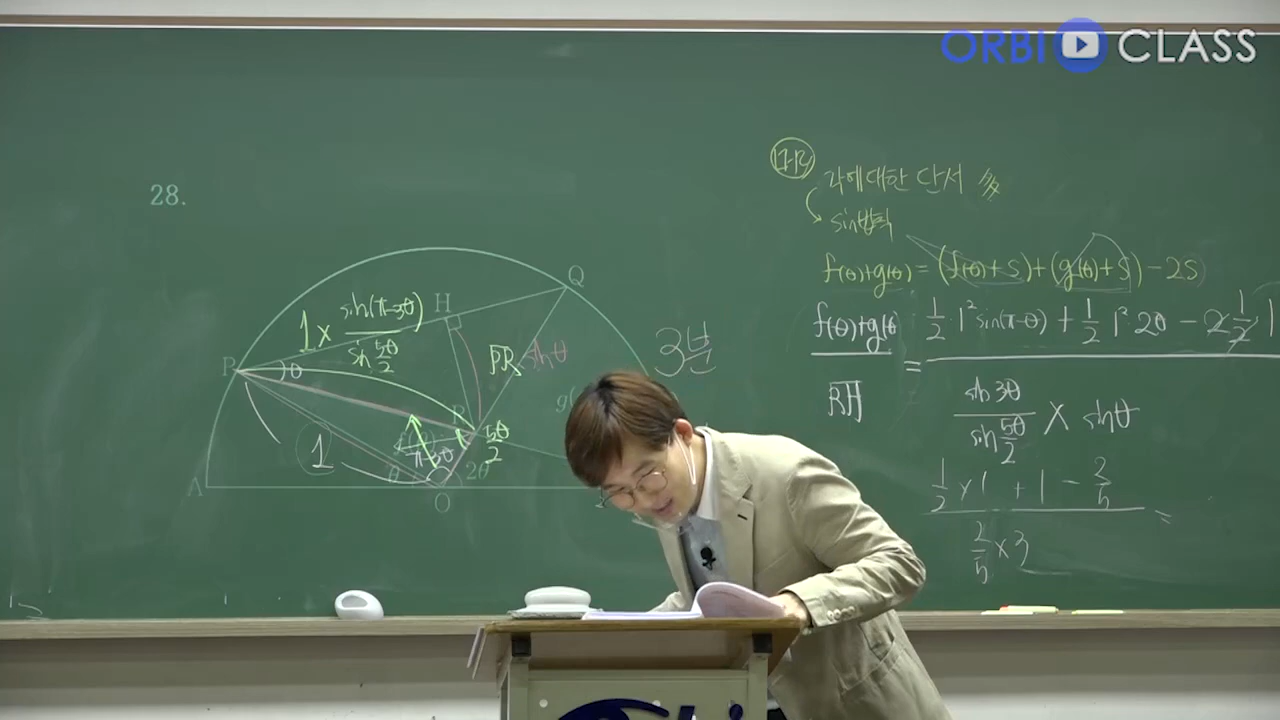 ORBI CLASS
28.
각에 대한 단서 多
sin법칙
f(θ)+g(θ) = (f(θ)+S)+(g(θ)+S)-2S
f(θ)+g(θ)
RH
=
1/2 1² sin(π-θ) + 1/2 1² 2θ - 2 1/2 1
sin3θ / sin 5θ/2 × sinθ
1/2 × 1 + 1 - 3/5
2/5 × 3
=
1 × sin(π-3θ) / sin 5θ/2
H
Q
P
θ
PR sinθ
3분
R
5θ/2
1
π-3θ
θ
2θ
A
O